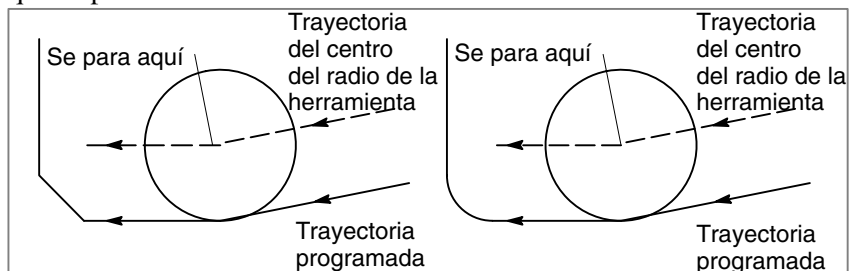 Trayectoria
del centro
del radio de la
herramienta
Se para aquí
Trayectoria
programada
Trayectoria
del centro
del radio de la
herramienta
Se para aquí
Trayectoria
programada